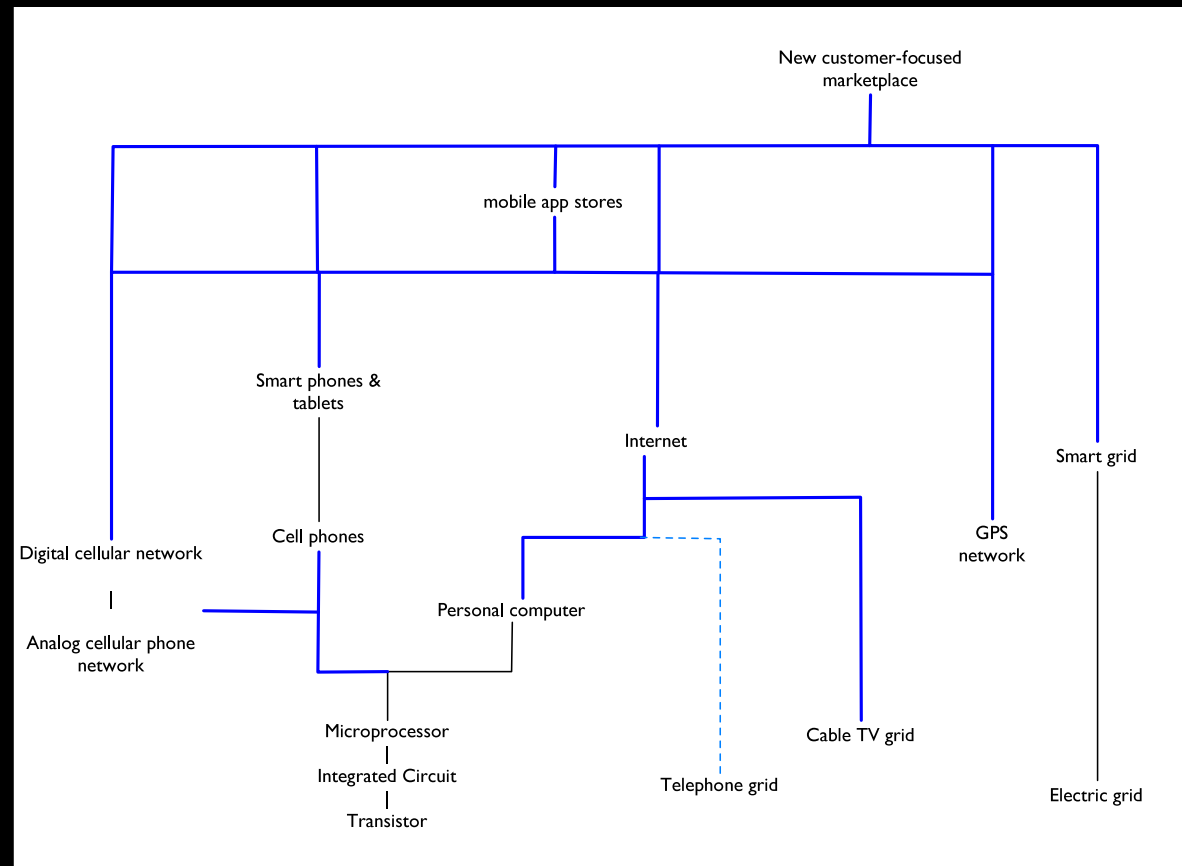 New customer-focused
marketplace
mobile app stores
Smart phones &
tablets
Internet
Smart grid
Cell phones
GPS
network
Digital cellular network
Personal computer
Analog cellular phone
network
Microprocessor
Cable TV grid
Integrated Circuit
Telephone grid
Electric grid
Transistor